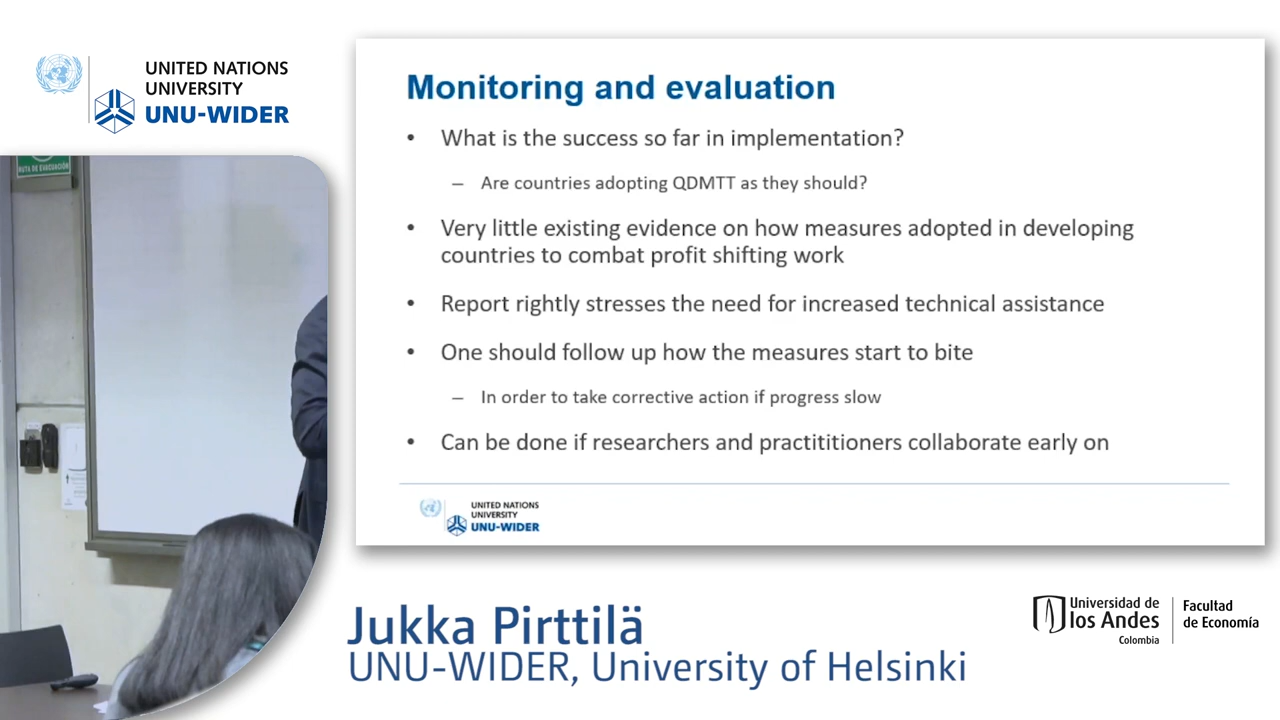 UNITED NATIONS
UNIVERSITY
UNU-WIDER
RUTA DE EVACUACIÓN
Monitoring and evaluation
• What is the success so far in implementation?
– Are countries adopting QDMTT as they should?
• Very little existing evidence on how measures adopted in developing
countries to combat profit shifting work
• Report rightly stresses the need for increased technical assistance
• One should follow up how the measures start to bite
– In order to take corrective action if progress slow
• Can be done if researchers and practititioners collaborate early on
UNITED NATIONS
UNIVERSITY
UNU-WIDER
Jukka Pirttilä
UNU-WIDER, University of Helsinki
Universidad de
los Andes
Colombia
Facultad
de Economía